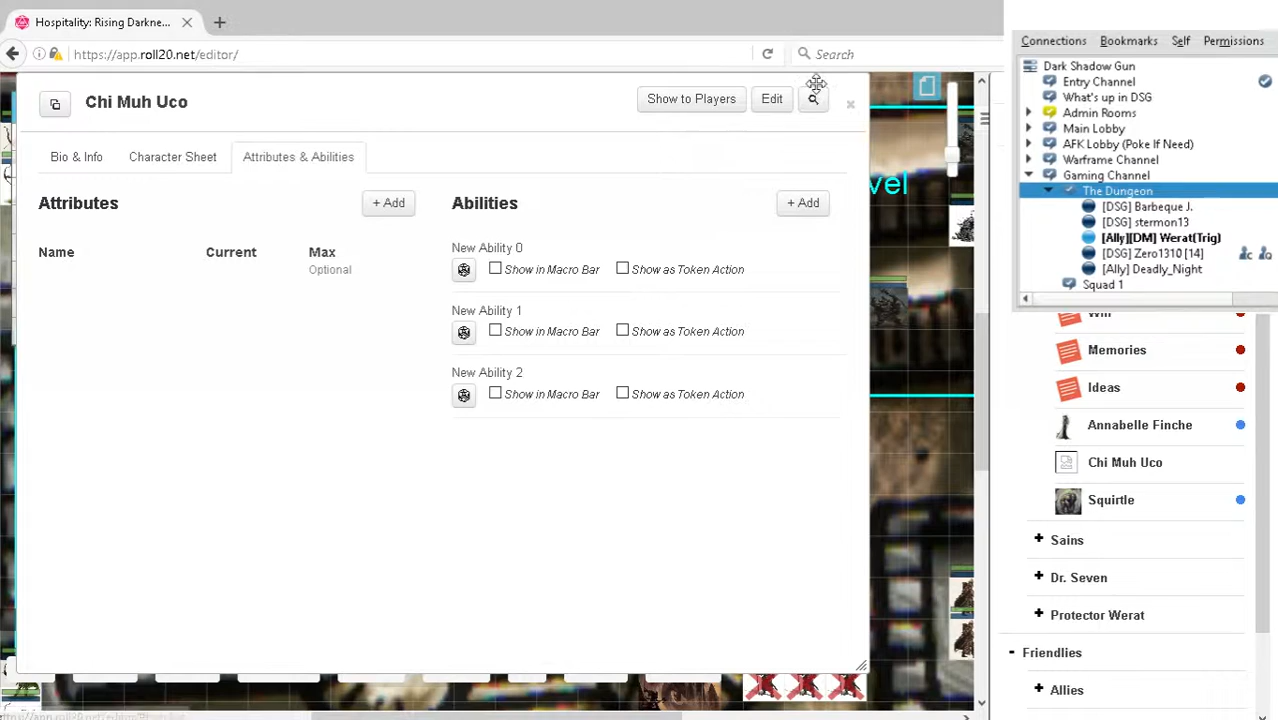 Hospitality: Rising Darkne...
https://app.roll20.net/editor/
Search
Chi Muh Uco
Show to Players
Edit
Bio & Info
Character Sheet
Attributes & Abilities
Attributes
+ Add
Abilities
+ Add
Name
Current
Max
Optional
New Ability 0
Show in Macro Bar
Show as Token Action
New Ability 1
Show in Macro Bar
Show as Token Action
New Ability 2
Show in Macro Bar
Show as Token Action
vel
Connections
Bookmarks
Self
Permissions
Dark Shadow Gun
Entry Channel
What's up in DSG
Admin Rooms
Main Lobby
AFK Lobby (Poke If Need)
Warframe Channel
Gaming Channel
The Dungeon
[DSG] Barbeque J.
[DSG] stermon13
[Ally][DM] Werat(Trig)
[DSG] Zero1310 [14]
[Ally] Deadly_Night
Squad 1
Memories
Ideas
Annabelle Finche
Chi Muh Uco
Squirtle
Sains
Dr. Seven
Protector Werat
Friendlies
Allies